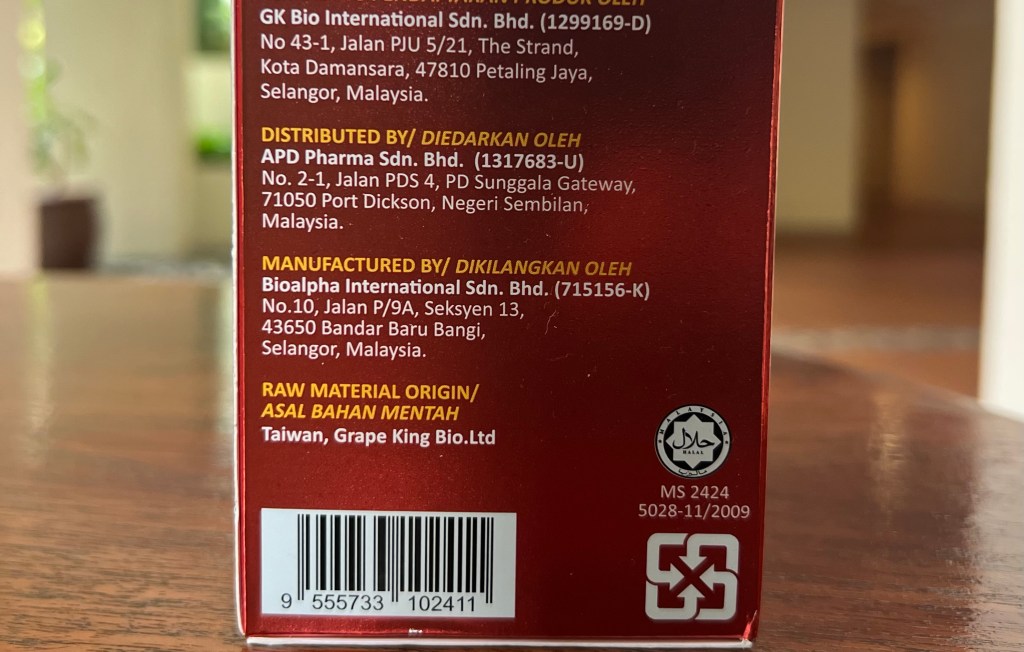 PRODUK OLEH
GK Bio International Sdn. Bhd. (1299169-D)
No 43-1, Jalan PJU 5/21, The Strand,
Kota Damansara, 47810 Petaling Jaya,
Selangor, Malaysia.
DISTRIBUTED BY/ DIEDARKAN OLEH
APD Pharma Sdn. Bhd. (1317683-U)
No. 2-1, Jalan PDS 4, PD Sunggala Gateway,
71050 Port Dickson, Negeri Sembilan,
Malaysia.
MANUFACTURED BY/ DIKILANGKAN OLEH
Bioalpha International Sdn. Bhd. (715156-K)
No.10, Jalan P/9A, Seksyen 13,
43650 Bandar Baru Bangi,
Selangor, Malaysia.
RAW MATERIAL ORIGIN/
ASAL BAHAN MENTAH
Taiwan, Grape King Bio.Ltd
MALAYSIA
حلال
HALAL
ماليزيا
MS 2424
5028-11/2009
9 555733 102411